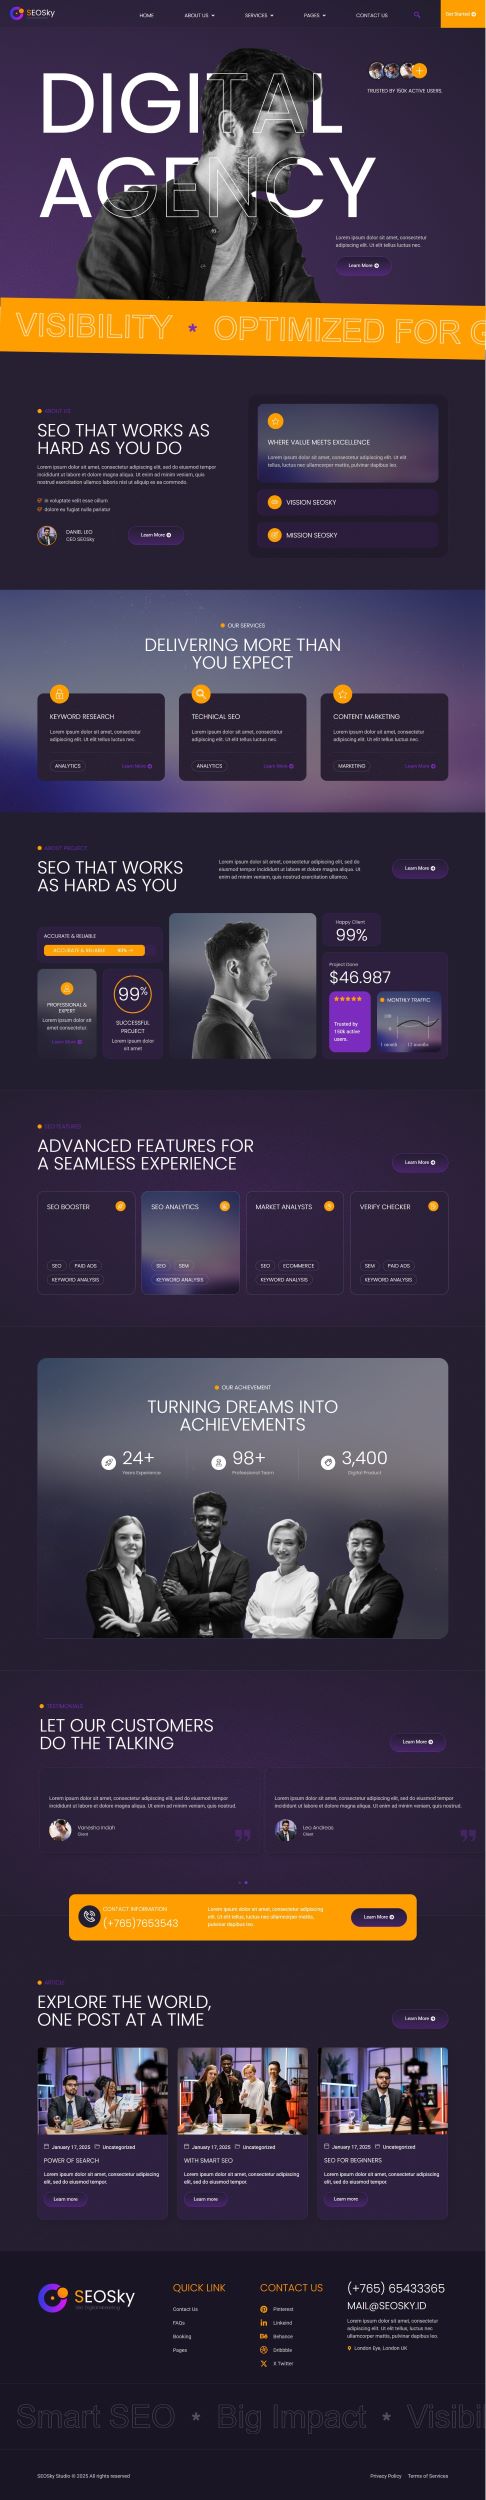 SEOSky
HOME
ABOUT US
SERVICES
PAGES
CONTACT US
Get Started
DIGITAL
AGENCY
TRUSTED BY 150K ACTIVE USERS.
Lorem ipsum dolor sit amet, consectetur
adipiscing elit. Ut elit tellus luctus nec.
Learn More
VISIBILITY * OPTIMIZED FOR G
ABOUT US
SEO THAT WORKS AS
HARD AS YOU DO
Lorem ipsum dolor sit amet, consectetur adipiscing elit, sed do eiusmod tempor
incididunt ut labore et dolore magna aliqua. Ut enim ad minim veniam, quis
nostrud exercitation ullamco laboris nisi ut aliquip ex ea commodo.
in voluptate velit esse cillum
dolore eu fugiat nulla pariatur
DANIEL LEO
CEO SEOSky
Learn More
WHERE VALUE MEETS EXCELLENCE
Lorem ipsum dolor sit amet, consectetur adipiscing elit. Ut elit
tellus, luctus nec ullamcorper mattis, pulvinar dapibus leo.
VISSION SEOSKY
MISSION SEOSKY
OUR SERVICES
DELIVERING MORE THAN
YOU EXPECT
KEYWORD RESEARCH
Lorem ipsum dolor sit amet, consectetur
adipiscing elit. Ut elit tellus luctus nec.
ANALYTICS
Learn More
TECHNICAL SEO
Lorem ipsum dolor sit amet, consectetur
adipiscing elit. Ut elit tellus luctus nec.
ANALYTICS
Learn More
CONTENT MARKETING
Lorem ipsum dolor sit amet, consectetur
adipiscing elit. Ut elit tellus luctus nec.
MARKETING
Learn More
ABOUT PROJECT
SEO THAT WORKS
AS HARD AS YOU
Lorem ipsum dolor sit amet, consectetur adipiscing elit, sed do
eiusmod tempor incididunt ut labore et dolore magna aliqua. Ut
enim ad minim veniam, quis nostrud exercitation ullamco.
Learn More
ACCURATE & RELIABLE
ACCURATE & RELIABLE 90%
PROFESSIONAL &
EXPERT
Lorem ipsum dolor sit
amet consectetur.
Learn More
99%
SUCCESSFUL
PROJECT
Lorem ipsum dolor
sit amet
Happy Client
99%
Project Done
$46.987
Trusted by
150k active
users.
MONTHLY TRAFFIC
100
0
1 month
12 months
SEO FEATURES
ADVANCED FEATURES FOR
A SEAMLESS EXPERIENCE
Learn More
SEO BOOSTER
SEO
PAID ADS
KEYWORD ANALYSIS
SEO ANALYTICS
SEO
SEM
KEYWORD ANALYSIS
MARKET ANALYSTS
SEO
ECOMMERCE
KEYWORD ANALYSIS
VERIFY CHECKER
SEM
PAID ADS
KEYWORD ANALYSIS
OUR ACHIEVEMENT
TURNING DREAMS INTO
ACHIEVEMENTS
24+
Years Experience
98+
Professional Team
3,400
Digital Product
TESTIMONIALS
LET OUR CUSTOMERS
DO THE TALKING
Learn More
Lorem ipsum dolor sit amet, consectetur adipiscing elit, sed do eiusmod tempor
incididunt ut labore et dolore magna aliqua. Ut enim ad minim veniam, quis nostrud.
Vanesha Indah
Client
Lorem ipsum dolor sit amet, consectetur adipiscing elit, sed do eiusmod tempor
incididunt ut labore et dolore magna aliqua. Ut enim ad minim veniam, quis nostrud.
Leo Andreas
Client
CONTACT INFORMATION
(+765)7653543
Lorem ipsum dolor sit amet, consectetur adipiscing
elit. Ut elit tellus, luctus nec ullamcorper mattis,
pulvinar dapibus leo.
Learn More
ARTICLE
EXPLORE THE WORLD,
ONE POST AT A TIME
Learn More
January 17, 2025 Uncategorized
POWER OF SEARCH
Lorem ipsum dolor sit amet, consectetur adipiscing
elit, sed do eiusmod tempor.
Learn more
January 17, 2025 Uncategorized
WITH SMART SEO
Lorem ipsum dolor sit amet, consectetur adipiscing
elit, sed do eiusmod tempor.
Learn more
January 17, 2025 Uncategorized
SEO FOR BEGINNERS
Lorem ipsum dolor sit amet, consectetur adipiscing
elit, sed do eiusmod tempor.
Learn more
SEOSky
QUICK LINK
Contact Us
FAQs
Booking
Pages
CONTACT US
Pinterest
Linkend
Behance
Dribbble
X Twitter
(+765) 65433365
MAIL@SEOSKY.ID
Lorem ipsum dolor sit amet, consectetur
adipiscing elit. Ut elit tellus, luctus nec
ullamcorper mattis, pulvinar dapibus leo.
London Eye, London UK
Smart SEO * Big Impact * Visibil
SEOSky Studio © 2025 All rights reserved
Privacy Policy
Terms of Services